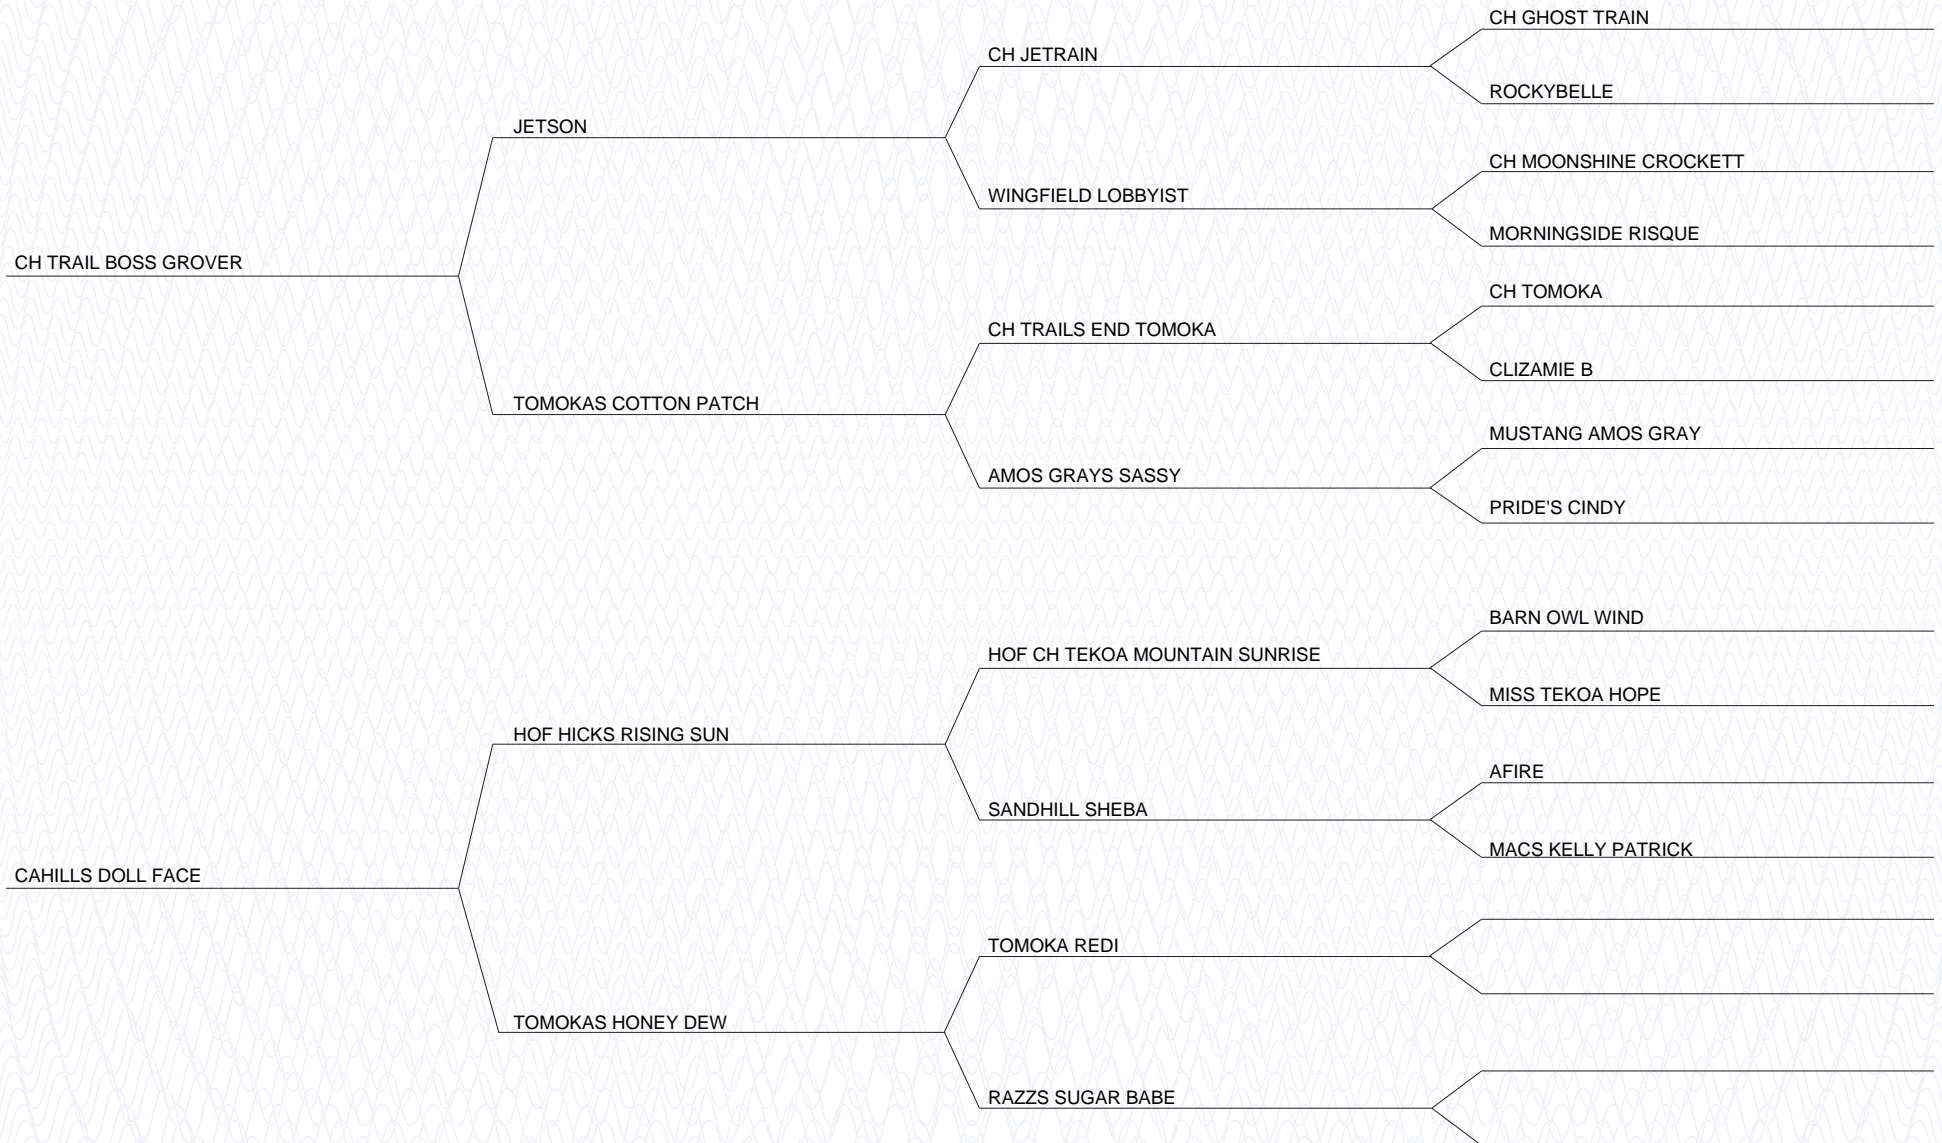 CH GHOST TRAIN
CH JETRAIN
ROCKYBELLE
JETSON
CH MOONSHINE CROCKETT
WINGFIELD LOBBYIST
MORNINGSIDE RISQUE
CH TRAIL BOSS GROVER
CH TOMOKA
CH TRAILS END TOMOKA
CLIZAMIE B
TOMOKAS COTTON PATCH
MUSTANG AMOS GRAY
AMOS GRAYS SASSY
PRIDE'S CINDY
BARN OWL WIND
HOF CH TEKOA MOUNTAIN SUNRISE
MISS TEKOA HOPE
HOF HICKS RISING SUN
AFIRE
SANDHILL SHEBA
MACS KELLY PATRICK
CAHILLS DOLL FACE
TOMOKA REDI
TOMOKAS HONEY DEW
RAZZS SUGAR BABE